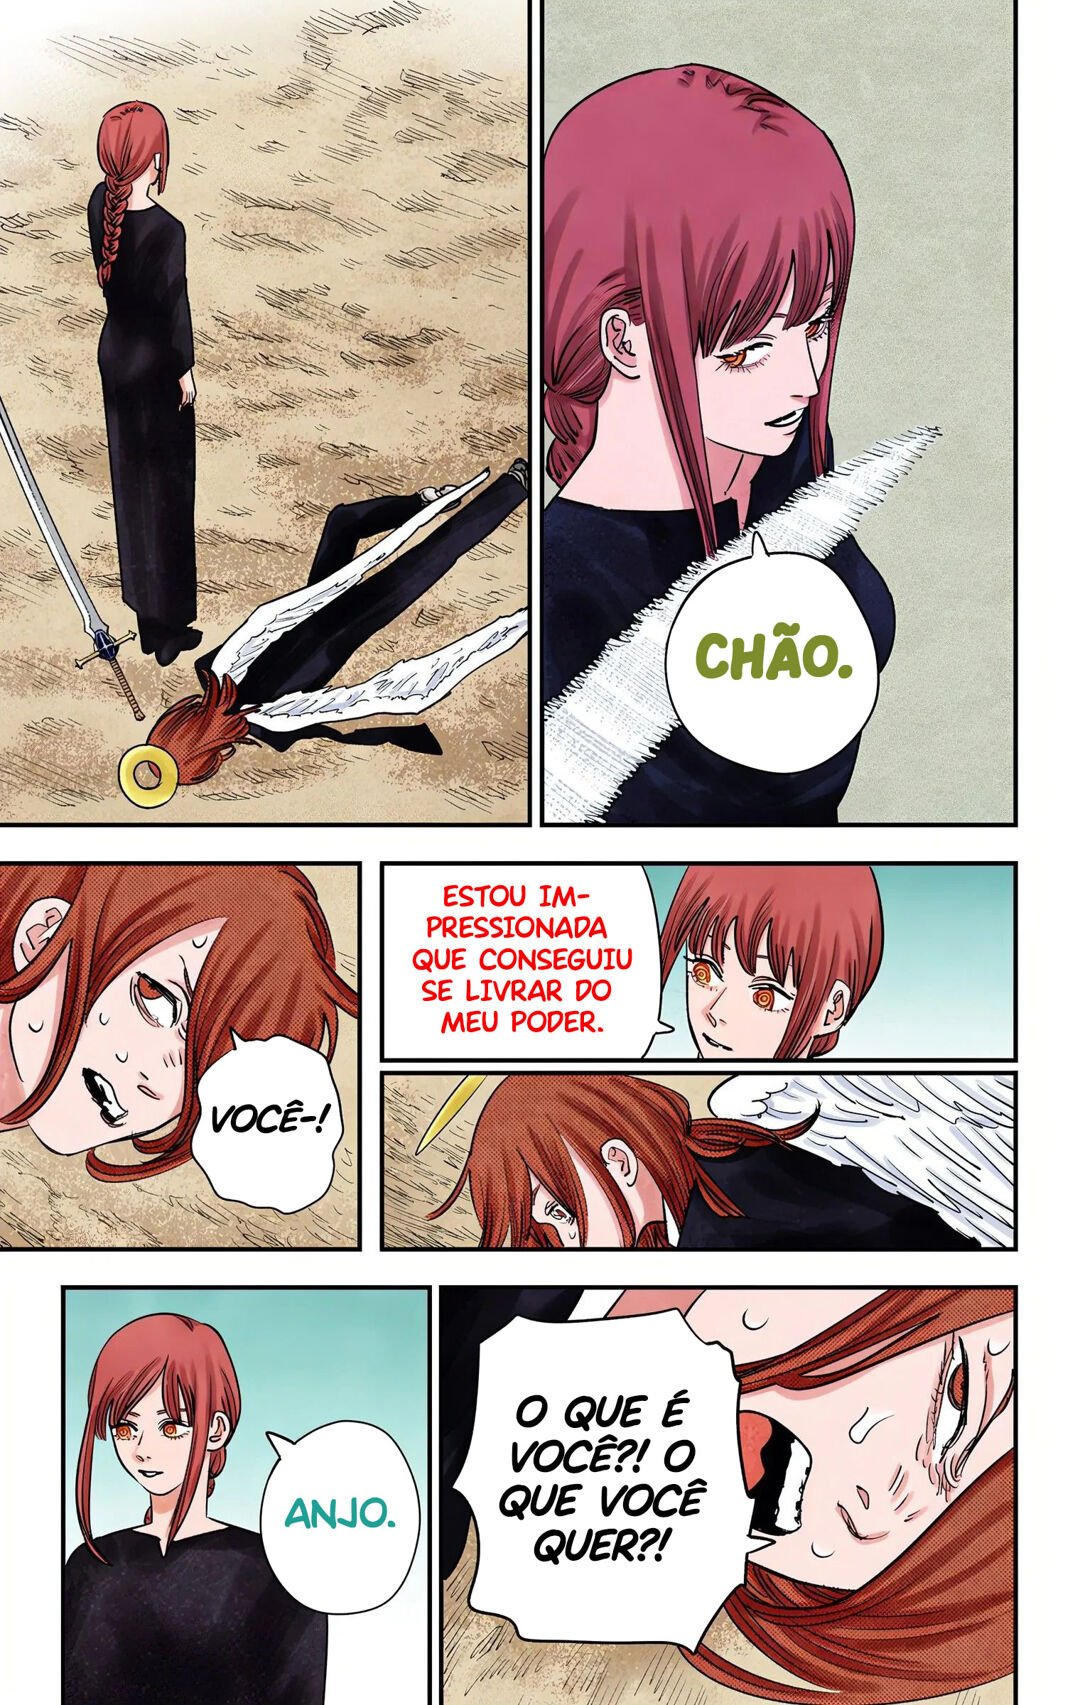 CHÃO.
ESTOU IM-
PRESSIONADA
QUE CONSEGUIU
SE LIVRAR DO
MEU PODER.
VOCÊ-!
O QUE É
VOCÊ?! O
QUE VOCÊ
QUER?!
ANJO.